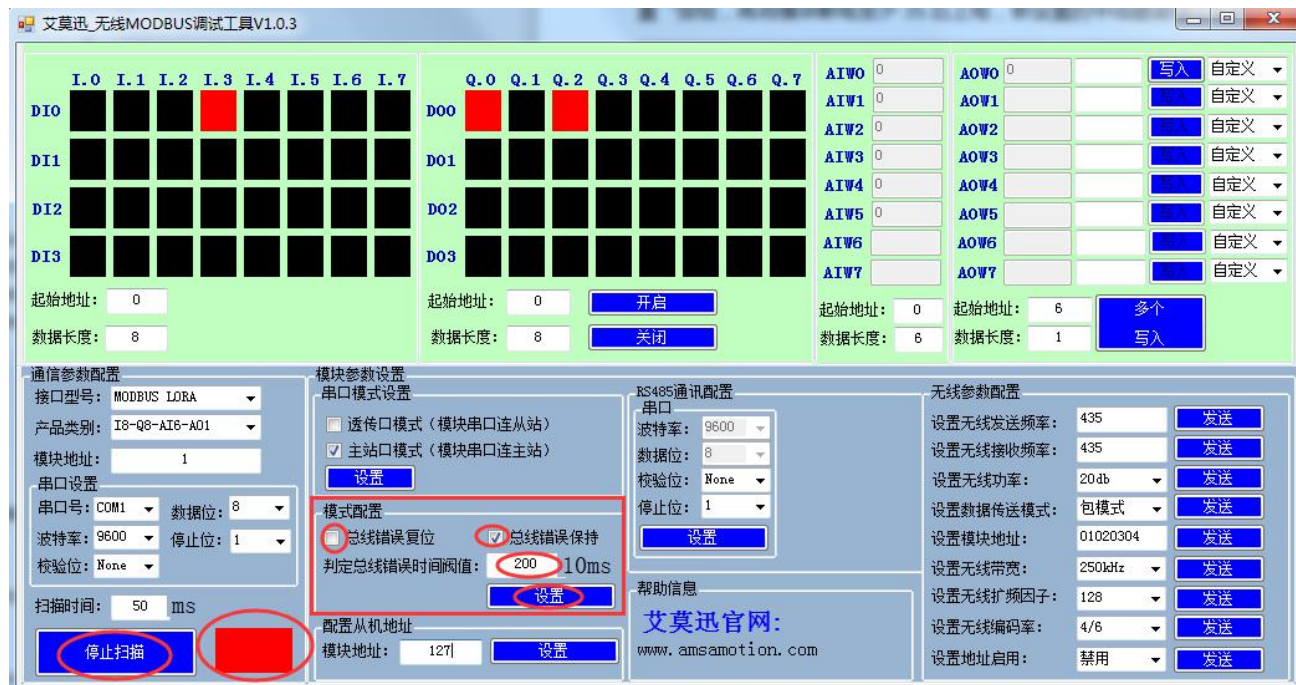 艾莫迅_无线MODBUS调试工具V1.0.3
I.0 I.1 I.2 I.3 I.4 I.5 I.6 I.7
DI0
DI1
DI2
DI3
起始地址: 0
数据长度: 8
Q.0 Q.1 Q.2 Q.3 Q.4 Q.5 Q.6 Q.7
DO0
DO1
DO2
DO3
起始地址: 0 开启
数据长度: 8 关闭
AIW0 0
AIW1 0
AIW2 0
AIW3 0
AIW4 0
AIW5 0
AIW6
AIW7
起始地址: 0
数据长度: 6
AOW0 0 写入 自定义
AOW1 写入 自定义
AOW2 写入 自定义
AOW3 写入 自定义
AOW4 写入 自定义
AOW5 写入 自定义
AOW6 写入 自定义
AOW7 写入 自定义
起始地址: 6
数据长度: 1
多个
写入
通信参数配置
接口型号: MODBUS LORA
产品类别: I8-Q8-AI6-AO1
模块地址: 1
串口设置
串口号: COM1 数据位: 8
波特率: 9600 停止位: 1
校验位: None
扫描时间: 50 ms
停止扫描
模块参数设置
串口模式设置
透传口模式(模块串口连从站)
主站口模式(模块串口连主站)
设置
模式配置
总线错误复位 总线错误保持
判定总线错误时间阀值: 200 10ms
设置
配置从机地址
模块地址: 127 设置
RS485通讯配置
串口
波特率: 9600
数据位: 8
校验位: None
停止位: 1
设置
帮助信息
艾莫迅官网:
www.amsamotion.com
无线参数配置
设置无线发送频率: 435 发送
设置无线接收频率: 435 发送
设置无线功率: 20db 发送
设置数据传送模式: 包模式 发送
设置模块地址: 01020304 发送
设置无线带宽: 250kHz 发送
设置无线扩频因子: 128 发送
设置无线编码率: 4/6 发送
设置地址启用: 禁用 发送